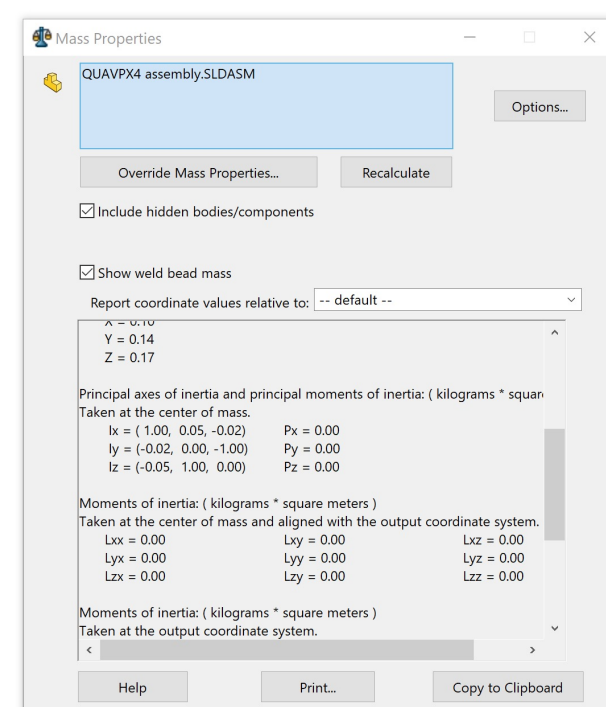 Mass Properties
QUAVPX4 assembly.SLDASM
Options...
Override Mass Properties... Recalculate
Include hidden bodies/components
Show weld bead mass
Report coordinate values relative to: -- default --
X = 0.10
Y = 0.14
Z = 0.17
Principal axes of inertia and principal moments of inertia: ( kilograms * squar
Taken at the center of mass.
Ix = ( 1.00, 0.05, -0.02) Px = 0.00
Iy = (-0.02, 0.00, -1.00) Py = 0.00
Iz = (-0.05, 1.00, 0.00) Pz = 0.00
Moments of inertia: ( kilograms * square meters )
Taken at the center of mass and aligned with the output coordinate system.
Lxx = 0.00 Lxy = 0.00 Lxz = 0.00
Lyx = 0.00 Lyy = 0.00 Lyz = 0.00
Lzx = 0.00 Lzy = 0.00 Lzz = 0.00
Moments of inertia: ( kilograms * square meters )
Taken at the output coordinate system.
Help Print... Copy to Clipboard